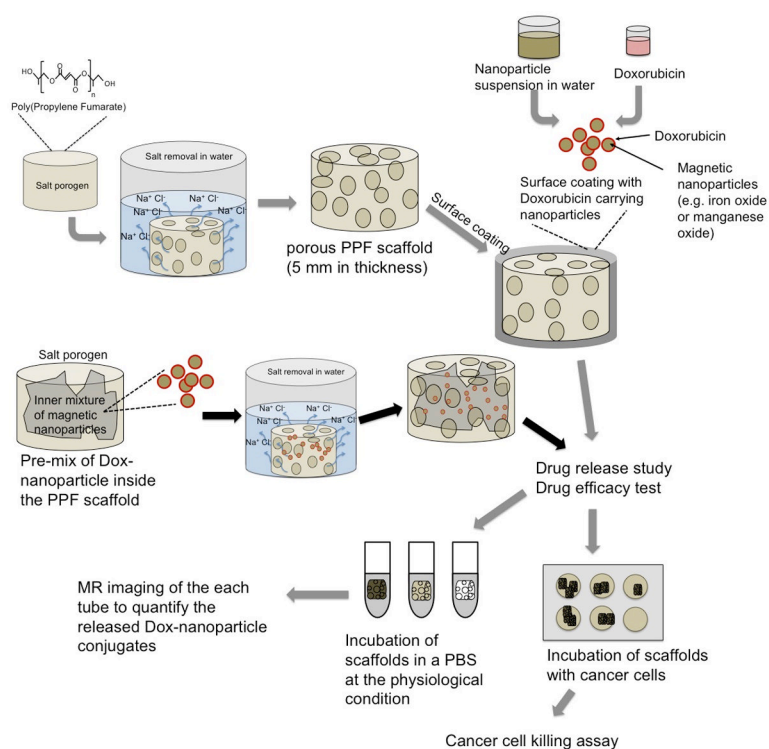 HO
O
O
O
O
n
OH
Poly(Propylene Fumarate)
Salt porogen
Salt removal in water
Na⁺ Cl⁻
Na⁺ Cl⁻
Na⁺ Cl⁻
Na⁺ Cl⁻
Na⁺ Cl⁻
porous PPF scaffold
(5 mm in thickness)
Surface coating
Nanoparticle
suspension in water
Doxorubicin
Doxorubicin
Magnetic
nanoparticles
(e.g. iron oxide
or manganese
oxide)
Surface coating with
Doxorubicin carrying
nanoparticles
Salt porogen
Inner mixture
of magnetic
nanoparticles
Pre-mix of Dox-
nanoparticle inside
the PPF scaffold
Salt removal in water
Na⁺ Cl⁻
Na⁺ Cl⁻
Na⁺ Cl⁻
Na⁺ Cl⁻
Na⁺ Cl⁻
Drug release study
Drug efficacy test
MR imaging of the each
tube to quantify the
released Dox-nanoparticle
conjugates
Incubation of
scaffolds in a PBS
at the physiological
condition
Incubation of scaffolds
with cancer cells
Cancer cell killing assay